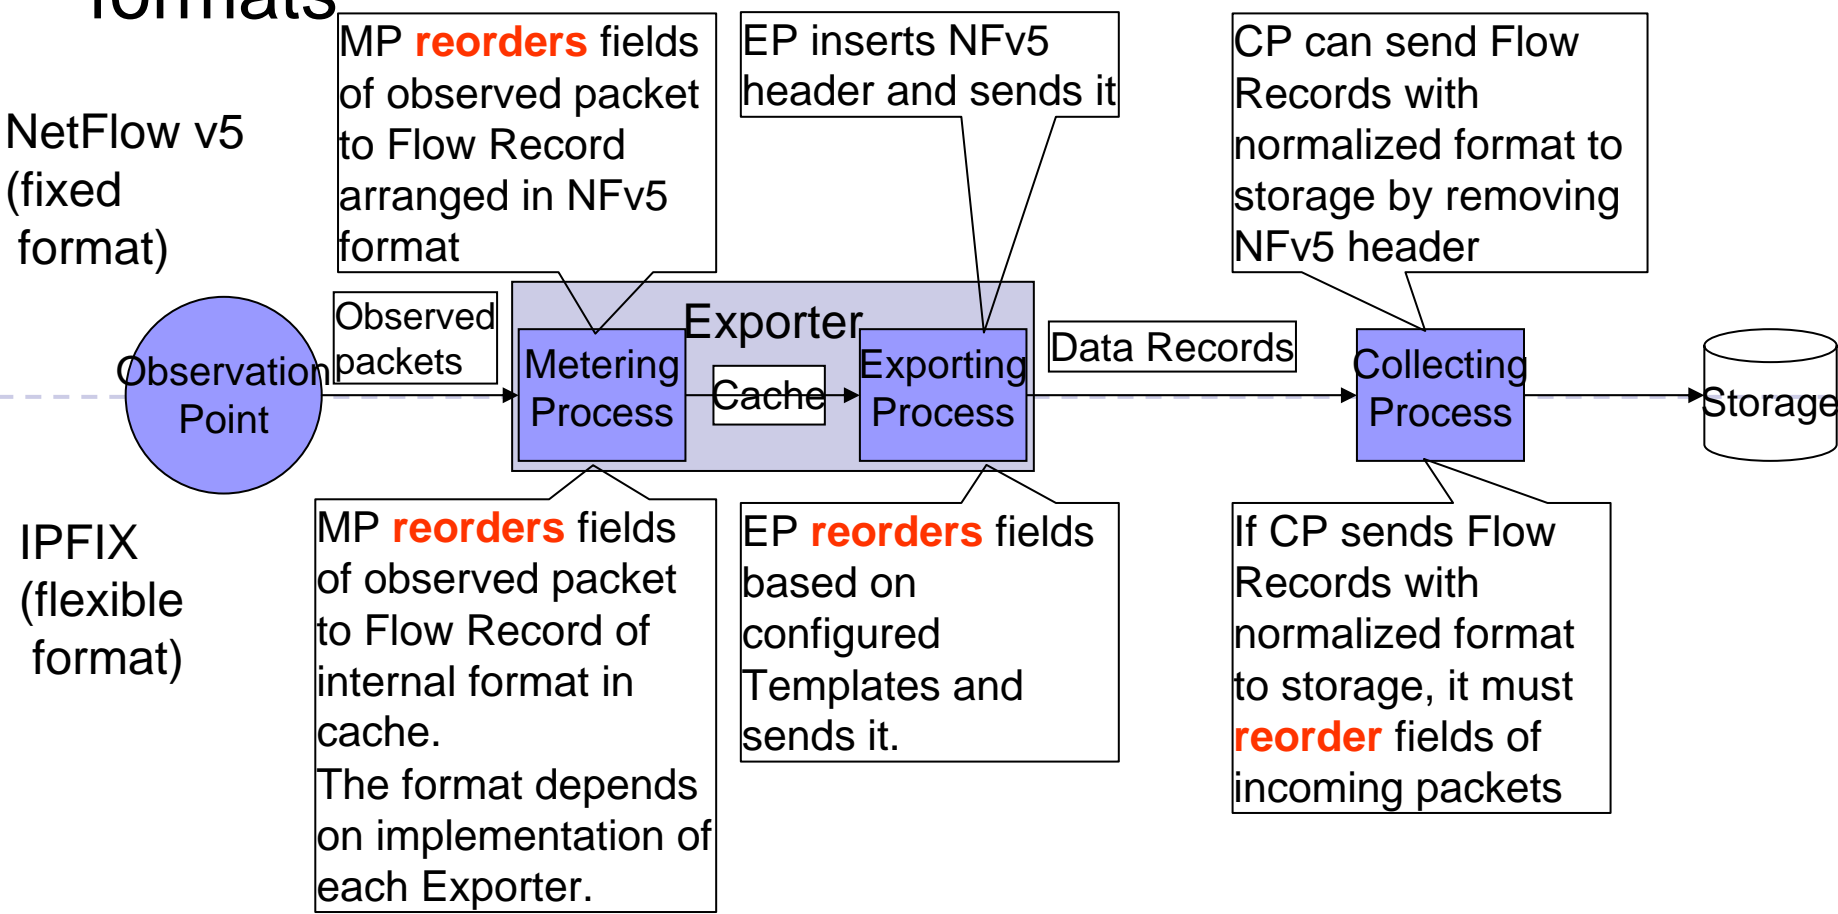 formats
NetFlow v5
(fixed
format)
MP reorders fields
of observed packet
to Flow Record
arranged in NFv5
format
EP inserts NFv5
header and sends it
CP can send Flow
Records with
normalized format to
storage by removing
NFv5 header
Observation
Point
Observed
packets
Exporter
Metering
Process
Cache
Exporting
Process
Data Records
Collecting
Process
Storage
IPFIX
(flexible
format)
MP reorders fields
of observed packet
to Flow Record of
internal format in
cache.
The format depends
on implementation of
each Exporter.
EP reorders fields
based on
configured
Templates and
sends it.
If CP sends Flow
Records with
normalized format
to storage, it must
reorder fields of
incoming packets